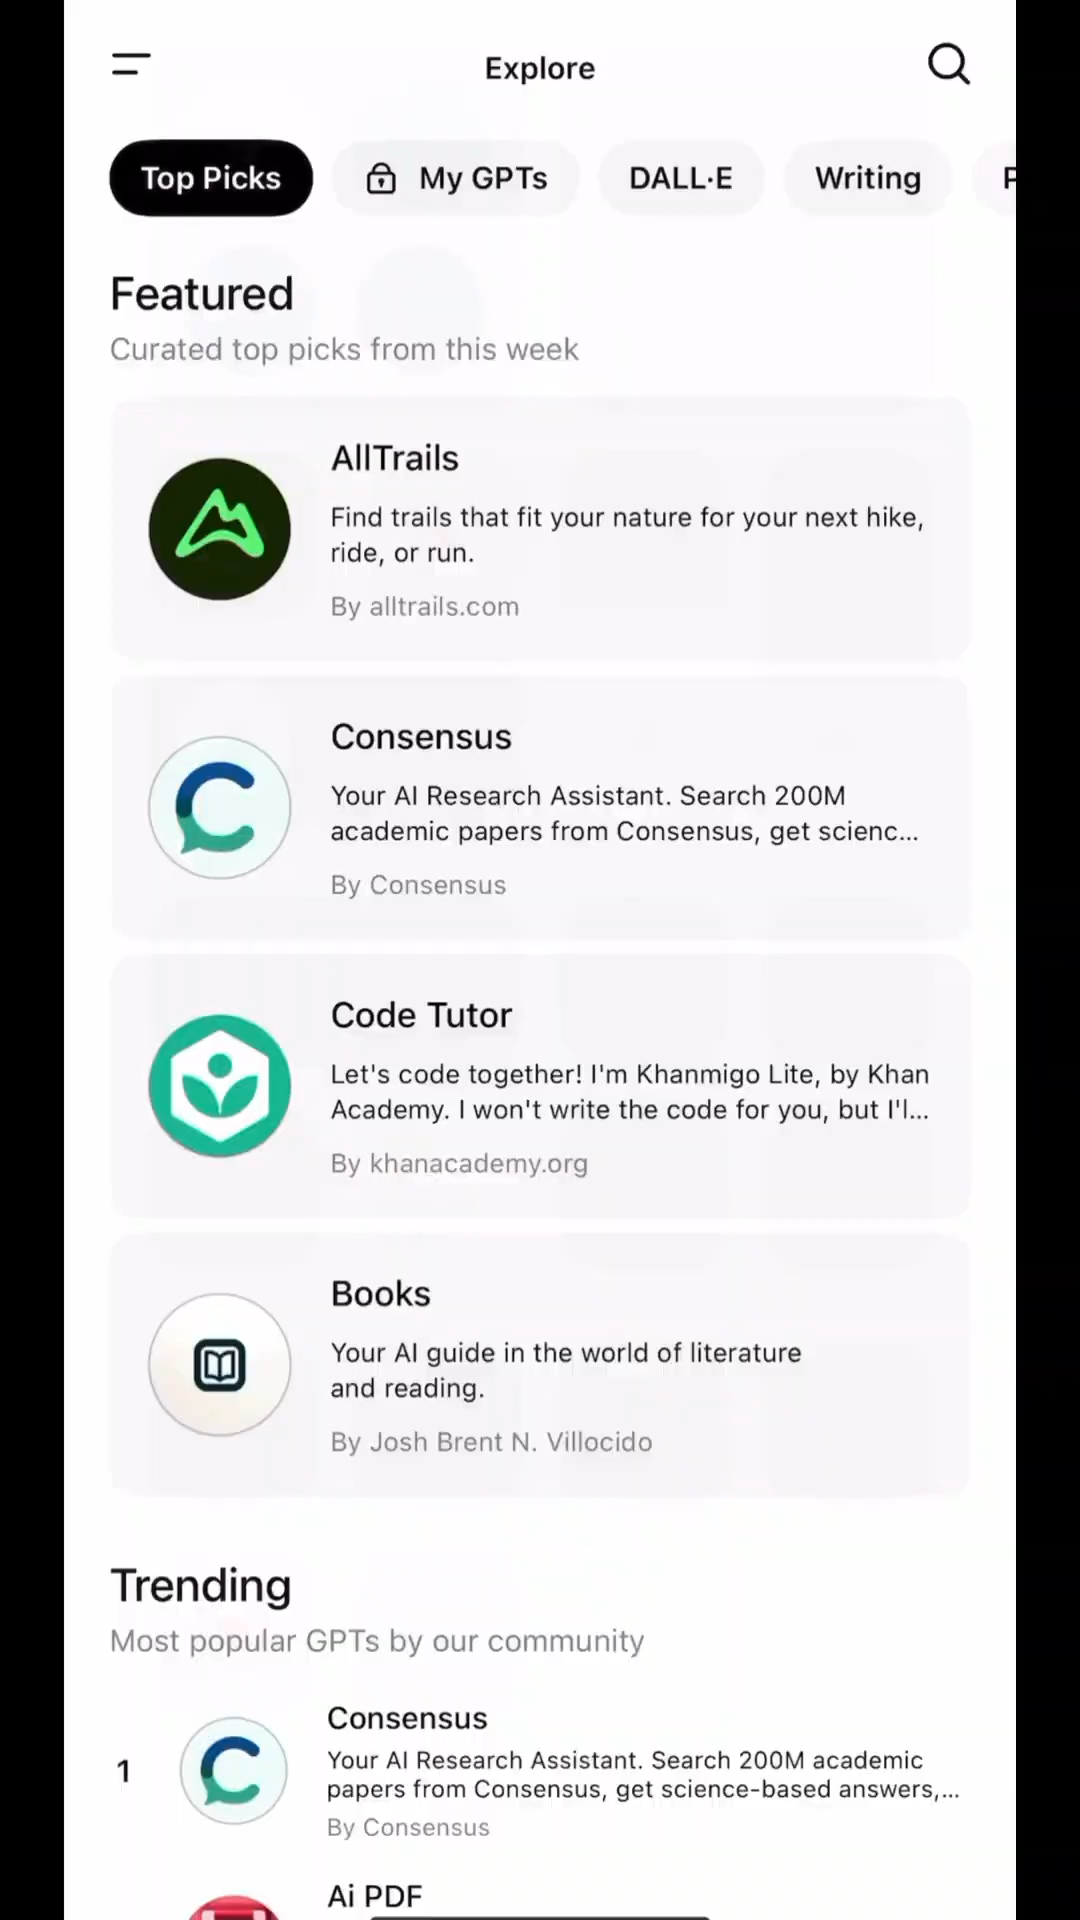 Explore
Top Picks
My GPTs
DALL·E
Writing
Featured
Curated top picks from this week
AllTrails
Find trails that fit your nature for your next hike,
ride, or run.
By alltrails.com
Consensus
Your AI Research Assistant. Search 200M
academic papers from Consensus, get scienc...
By Consensus
Code Tutor
Let's code together! I'm Khanmigo Lite, by Khan
Academy. I won't write the code for you, but I'l...
By khanacademy.org
Books
Your AI guide in the world of literature
and reading.
By Josh Brent N. Villocido
Trending
Most popular GPTs by our community
1
Consensus
Your AI Research Assistant. Search 200M academic
papers from Consensus, get science-based answers,...
By Consensus
Ai PDF